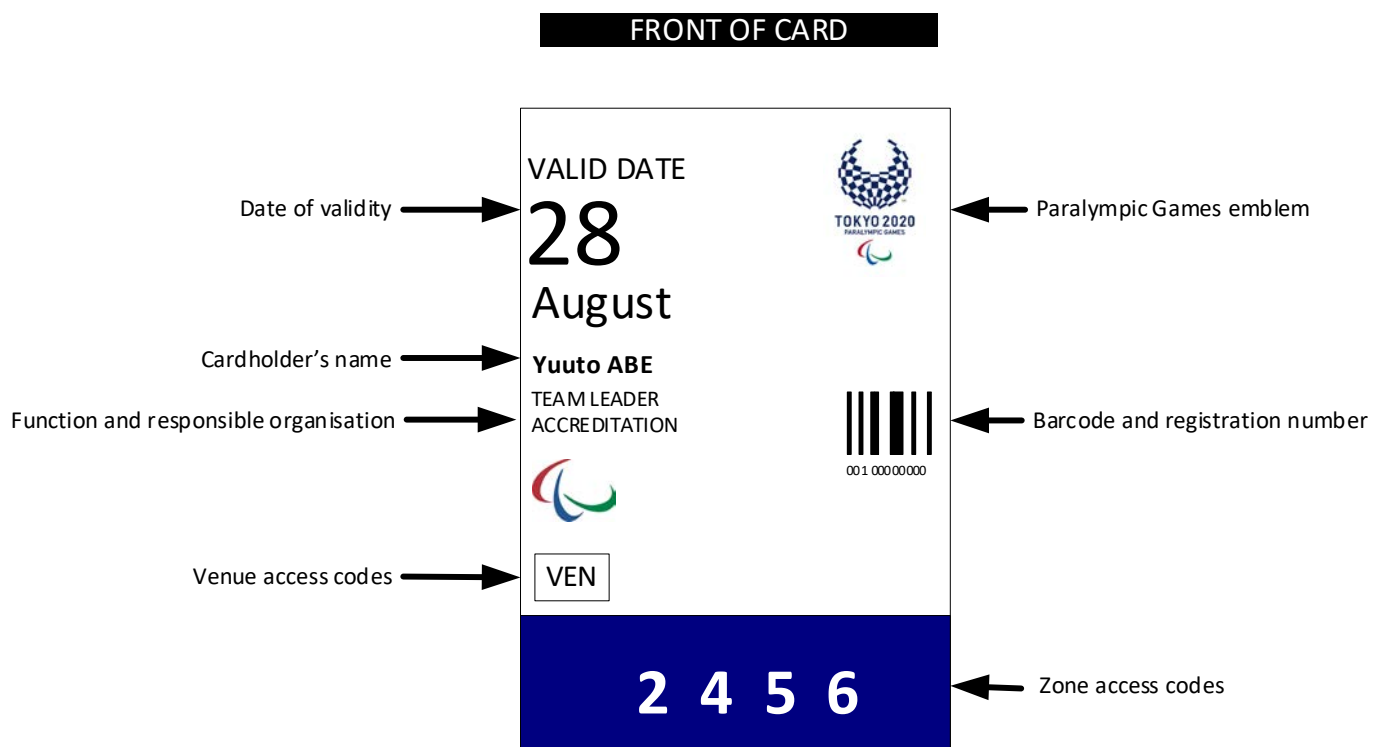 FRONT OF CARD
VALID DATE
28
August
TOKYO 2020
PARALYMPIC GAMES
Date of validity
Paralympic Games emblem
Cardholder's name
Yuuto ABE
Function and responsible organisation
TEAM LEADER
ACCREDITATION
001 00000000
Barcode and registration number
Venue access codes
VEN
2 4 5 6
Zone access codes